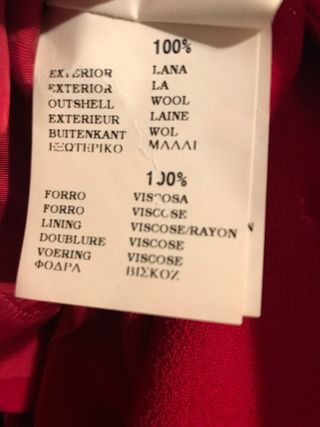 100%
EXTERIOR LANA
EXTERIOR LA
OUTSHELL WOOL
EXTERIEUR LAINE
BUITENKANT WOL
ΕΞΩΤΕΡΙΚΟ ΜΑΛΛΙ
100%
FORRO VISCOSA
FORRO VISCOSE
LINING VISCOSE/RAYON
DOUBLURE VISCOSE
VOERING VISCOSE
ΦΟΔΡΑ ΒΙΣΚΟΖ
N